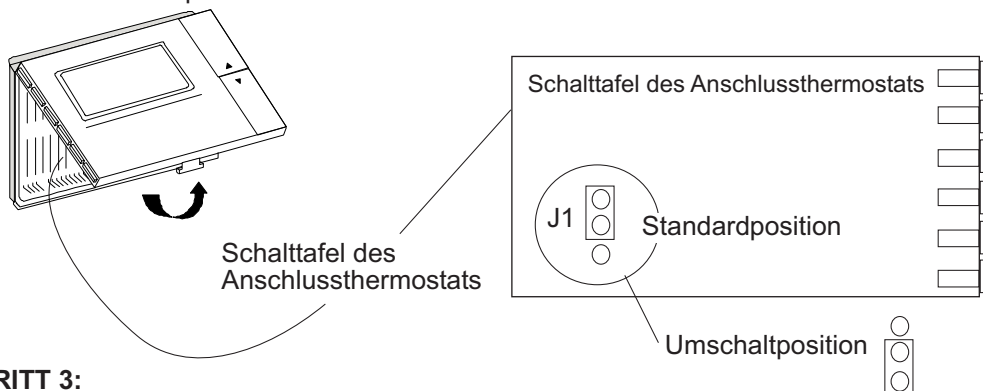 Schalttafel des Anschlussthermostats
J1
Standardposition
Schalttafel des
Anschlussthermostats
Umschaltposition
RITT 3: